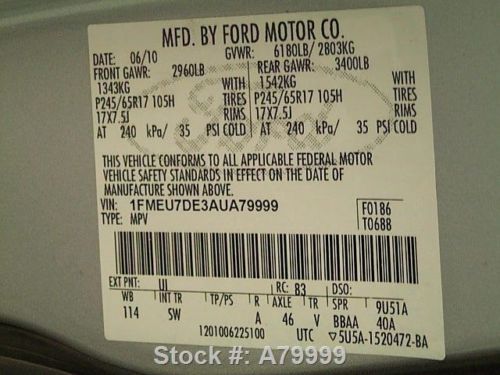 MFD. BY FORD MOTOR CO.
DATE: 06/10 GVWR: 6180LB/ 2803KG
FRONT GAWR: 2960LB REAR GAWR: 3400LB
1343KG 1542KG
P245/65R17 105H TIRES P245/65R17 105H TIRES
17X7.5J RIMS 17X7.5J RIMS
AT 240 kPa/ 35 PSI COLD AT 240 kPa/ 35 PSI COLD
Ford
THIS VEHICLE CONFORMS TO ALL APPLICABLE FEDERAL MOTOR
VEHICLE SAFETY STANDARDS IN EFFECT ON THE DATE OF
MANUFACTURE SHOWN ABOVE.
VIN: 1FMEU7DE3AUA79999 F0186
TYPE: MPV T0688
EXT PNT: UI RC: 83 DSO:
WB INT TR TP/PS R AXLE TR SPR 9U51A
114 SW A 46 V BBAA 40A
1201006225100 UTC ▽5U5A-1520472-BA
Stock #: A79999